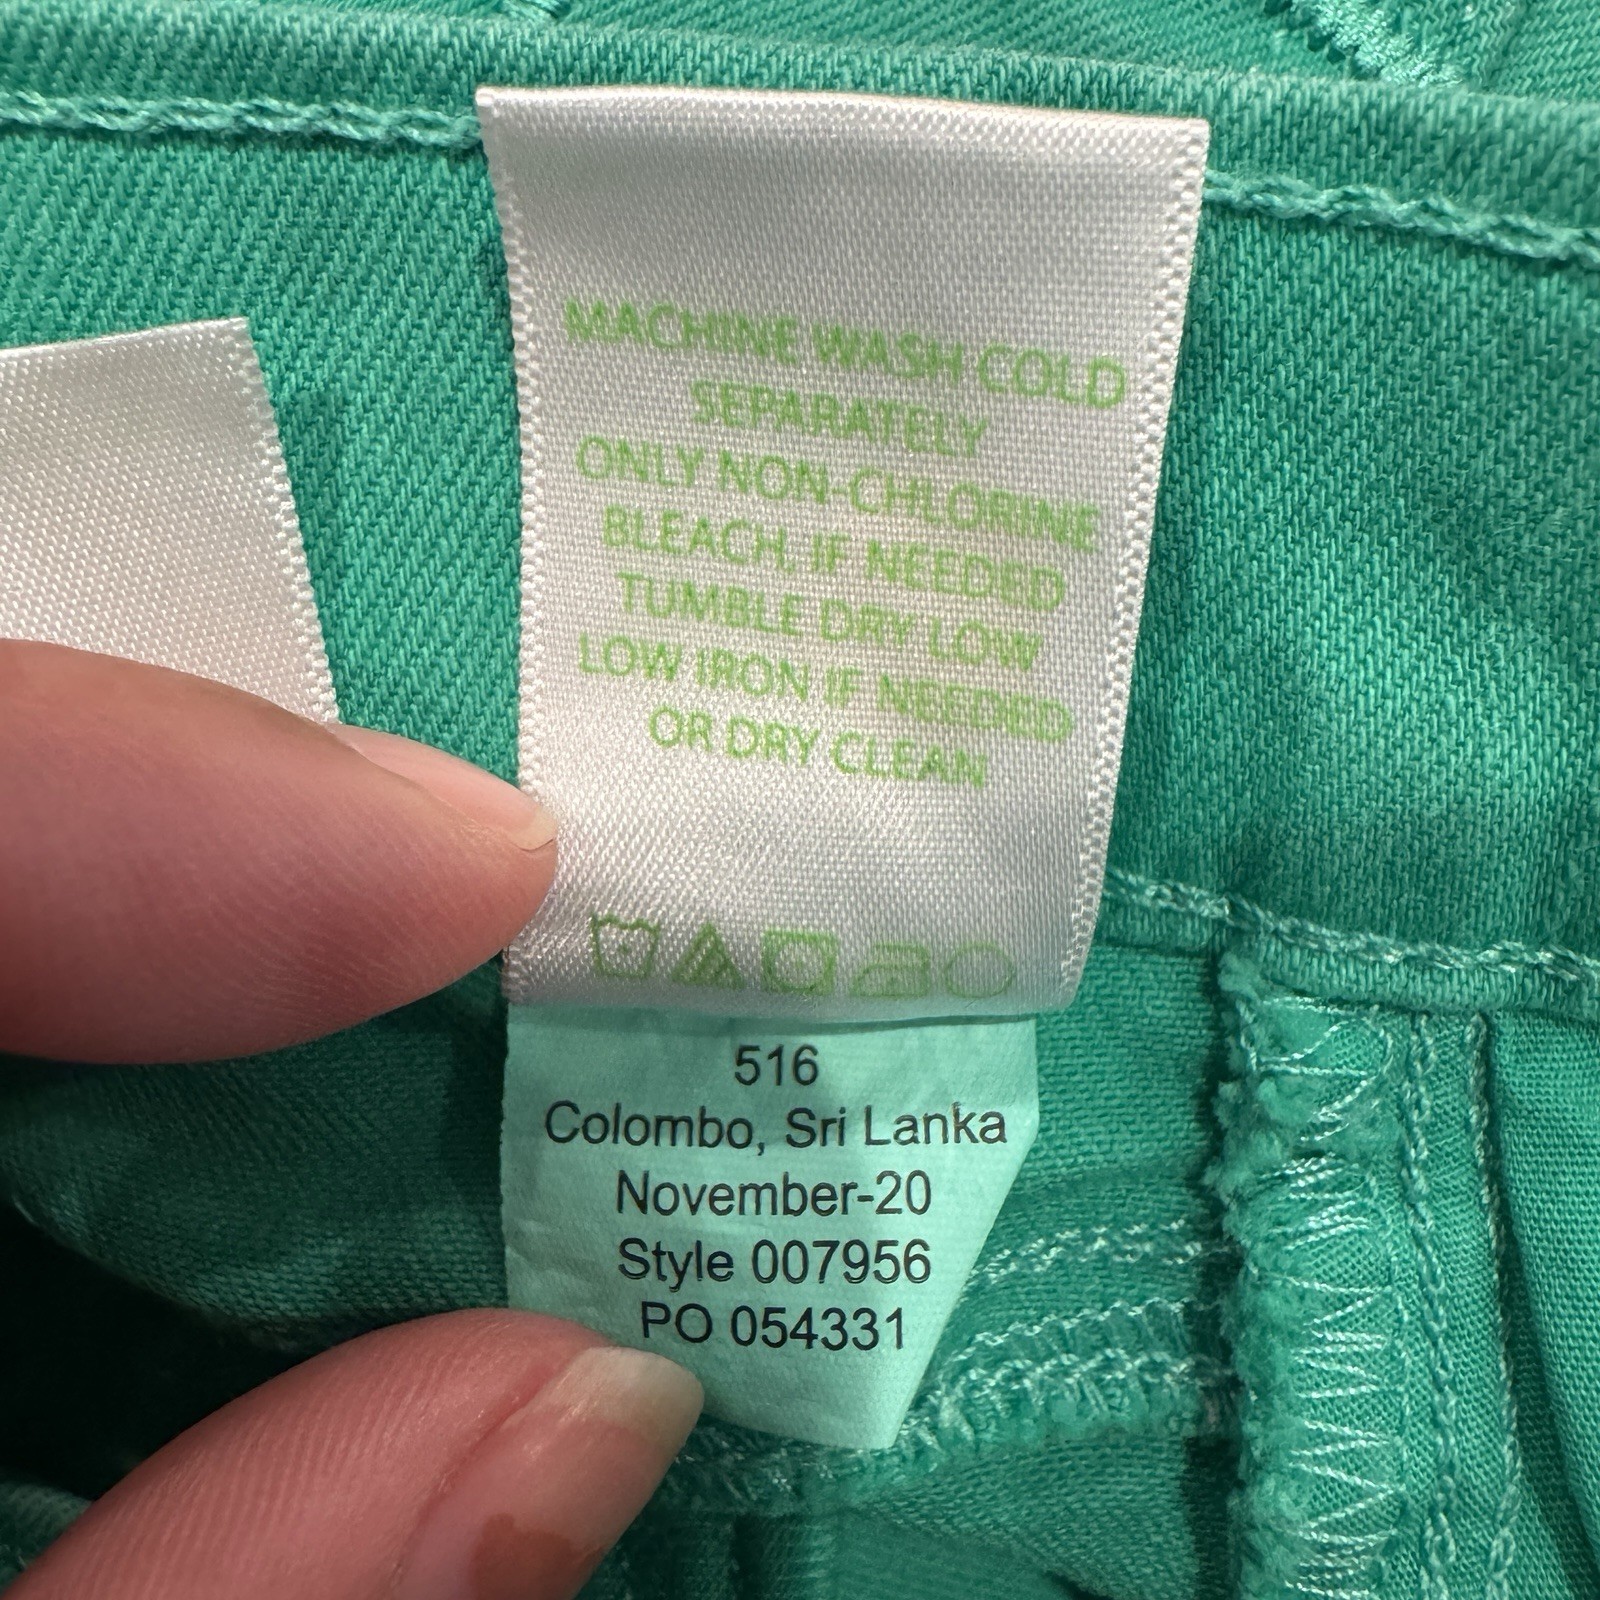 MACHINE WASH COLD
SEPARATELY
ONLY NON-CHLORINE
BLEACH, IF NEEDED
TUMBLE DRY LOW
LOW IRON IF NEEDED
OR DRY CLEAN
516
Colombo, Sri Lanka
November-20
Style 007956
PO 054331